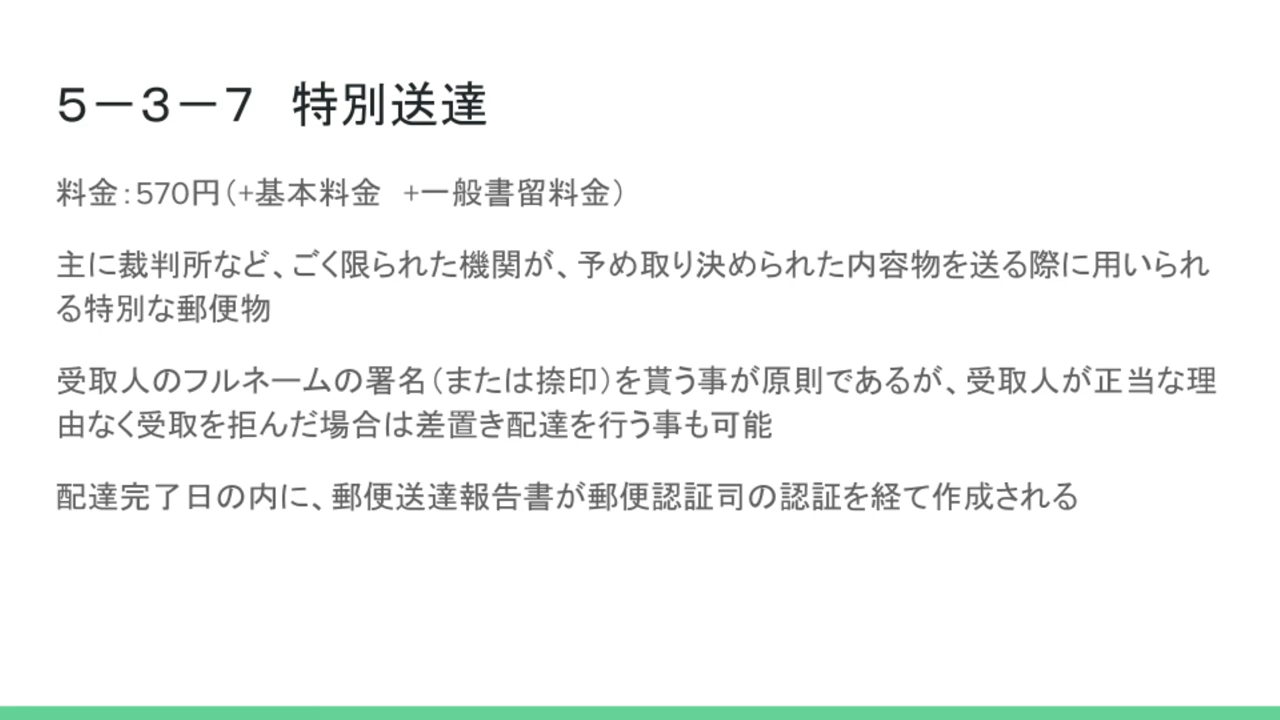 ５－３－７　特別送達
料金：570円（+基本料金　+一般書留料金）
主に裁判所など、ごく限られた機関が、予め取り決められた内容物を送る際に用いられ
る特別な郵便物
受取人のフルネームの署名（または捺印）を貰う事が原則であるが、受取人が正当な理
由なく受取を拒んだ場合は差置き配達を行う事も可能
配達完了日の内に、郵便送達報告書が郵便認証司の認証を経て作成される